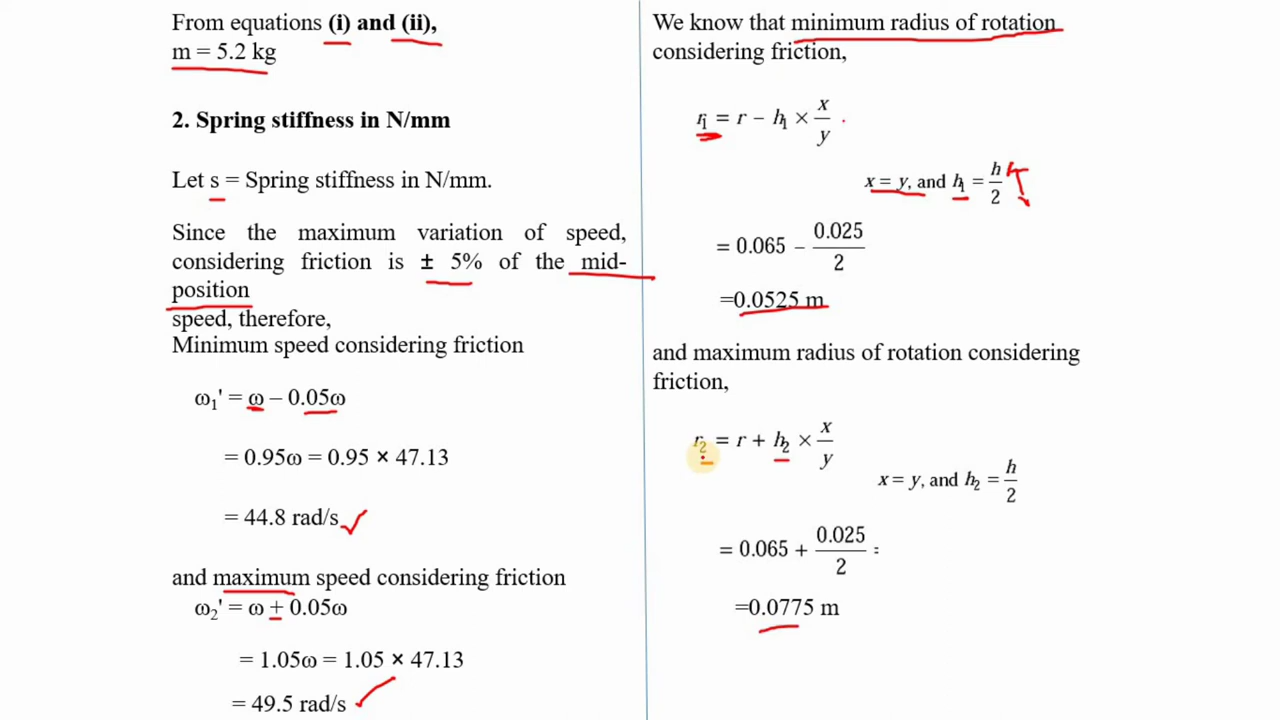 From equations (i) and (ii),
m = 5.2 kg
2. Spring stiffness in N/mm
Let s = Spring stiffness in N/mm.
Since the maximum variation of speed,
considering friction is ± 5% of the mid-
position
speed, therefore,
Minimum speed considering friction
ω₁' = ω – 0.05ω
= 0.95ω = 0.95 × 47.13
= 44.8 rad/s
and maximum speed considering friction
ω₂' = ω + 0.05ω
= 1.05ω = 1.05 × 47.13
= 49.5 rad/s
We know that minimum radius of rotation
considering friction,
r₁ = r – h₁ × x/y
x = y, and h₁ = h/2
= 0.065 – 0.025/2
=0.0525 m
and maximum radius of rotation considering
friction,
r₂ = r + h₂ × x/y
x = y, and h₂ = h/2
= 0.065 + 0.025/2 =
=0.0775 m